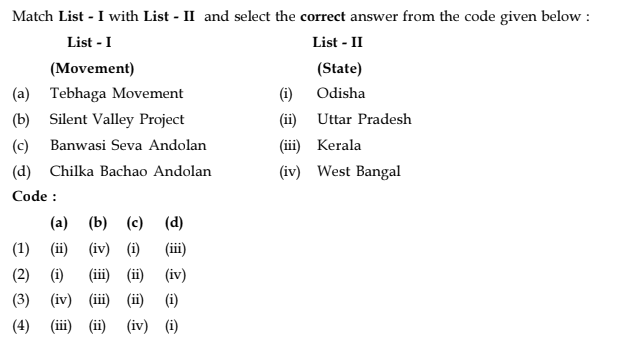 Match List - I with List - II and select the correct answer from the code given below :
List - I List - II
(Movement) (State)
(a) Tebhaga Movement (i) Odisha
(b) Silent Valley Project (ii) Uttar Pradesh
(c) Banwasi Seva Andolan (iii) Kerala
(d) Chilka Bachao Andolan (iv) West Bangal
Code :
(a) (b) (c) (d)
(1) (ii) (iv) (i) (iii)
(2) (i) (iii) (ii) (iv)
(3) (iv) (iii) (ii) (i)
(4) (iii) (ii) (iv) (i)